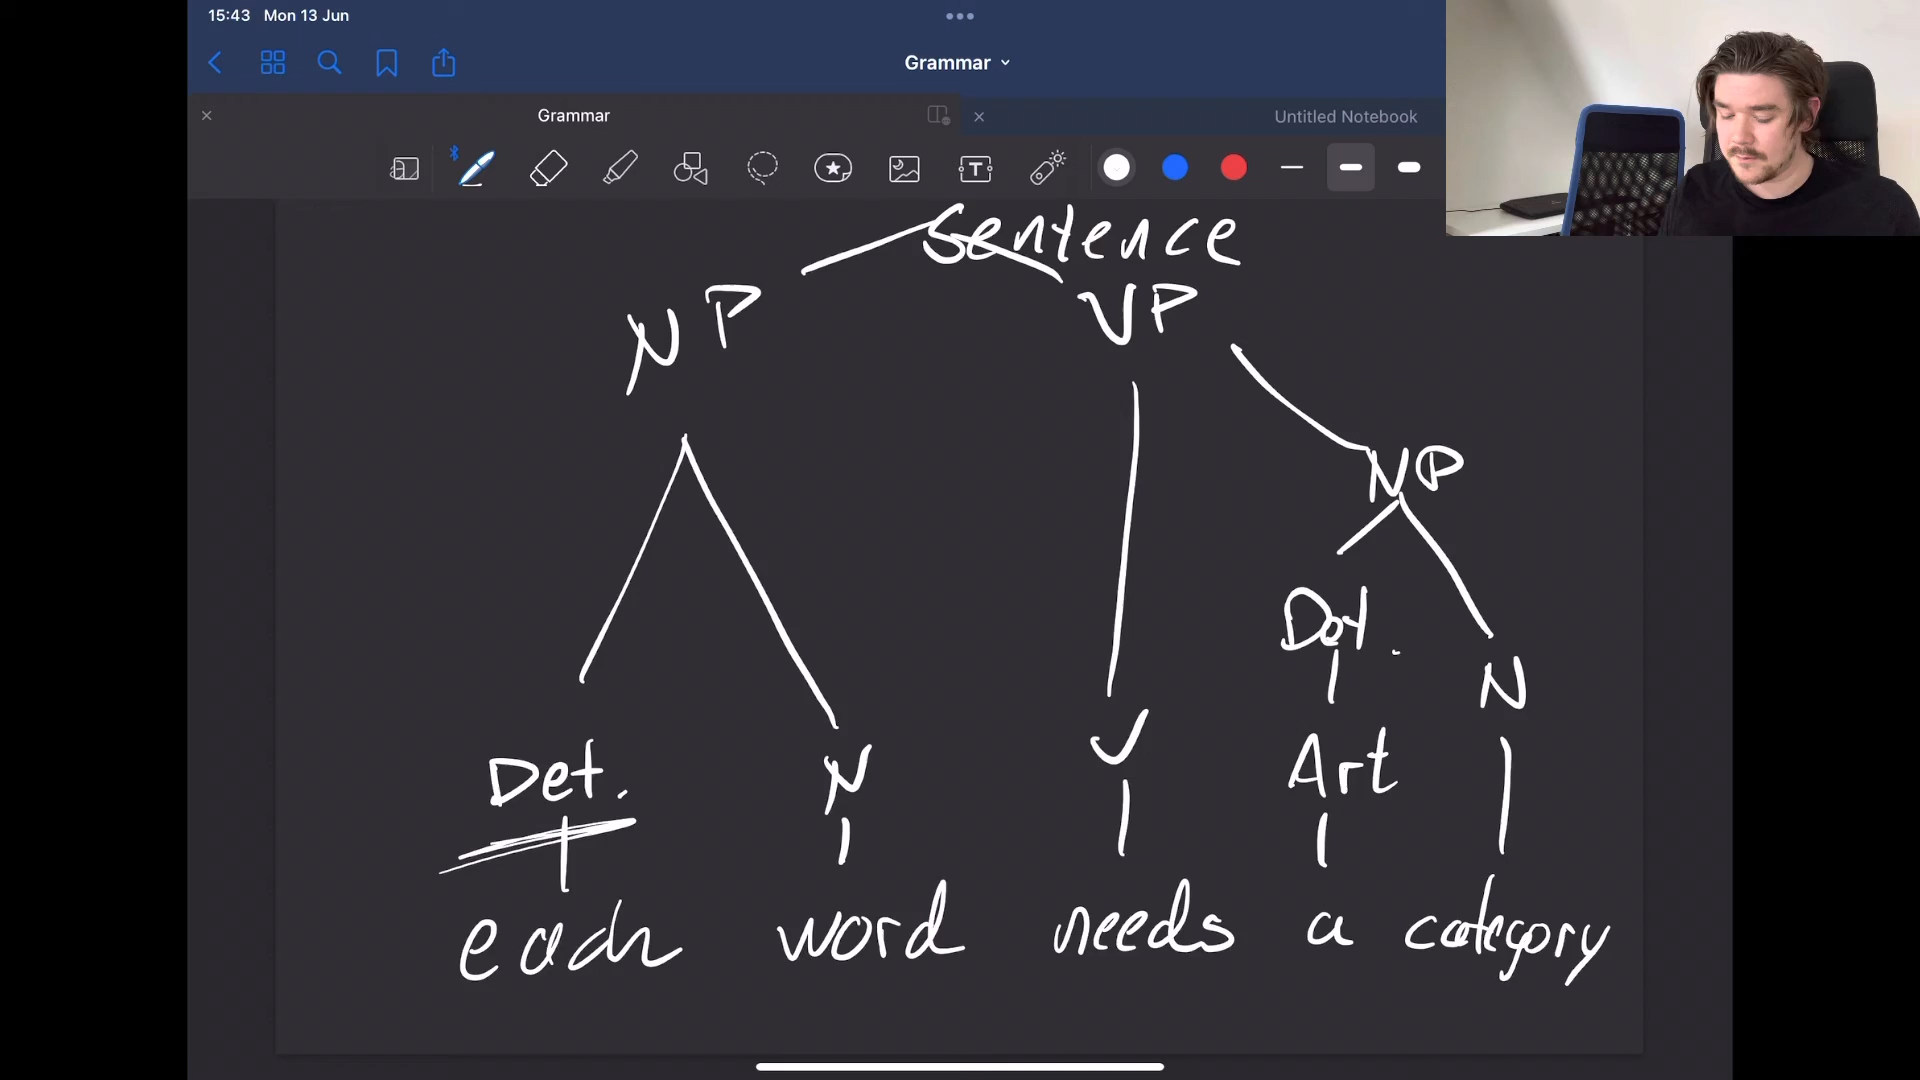 15:43 Mon 13 Jun
Grammar
Grammar
Untitled Notebook
T
Sentence
NP VP
NP
Det.
N
Det. N V Art
each word needs a category